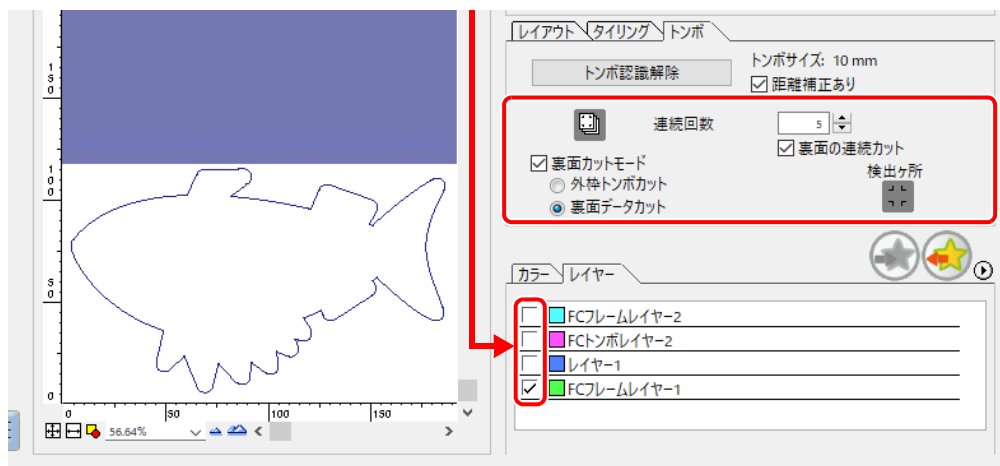 レイアウト タイリング トンボ
トンボ認識解除
トンボサイズ: 10 mm
距離補正あり
連続回数 5
裏面の連続カット
裏面カットモード
外枠トンボカット
裏面データカット
検出ケ所
カラー レイヤー
FCフレームレイヤー2
FCトンボレイヤー2
レイヤー1
FCフレームレイヤー1
150
100
50
0
0 50 100 150
56.64%